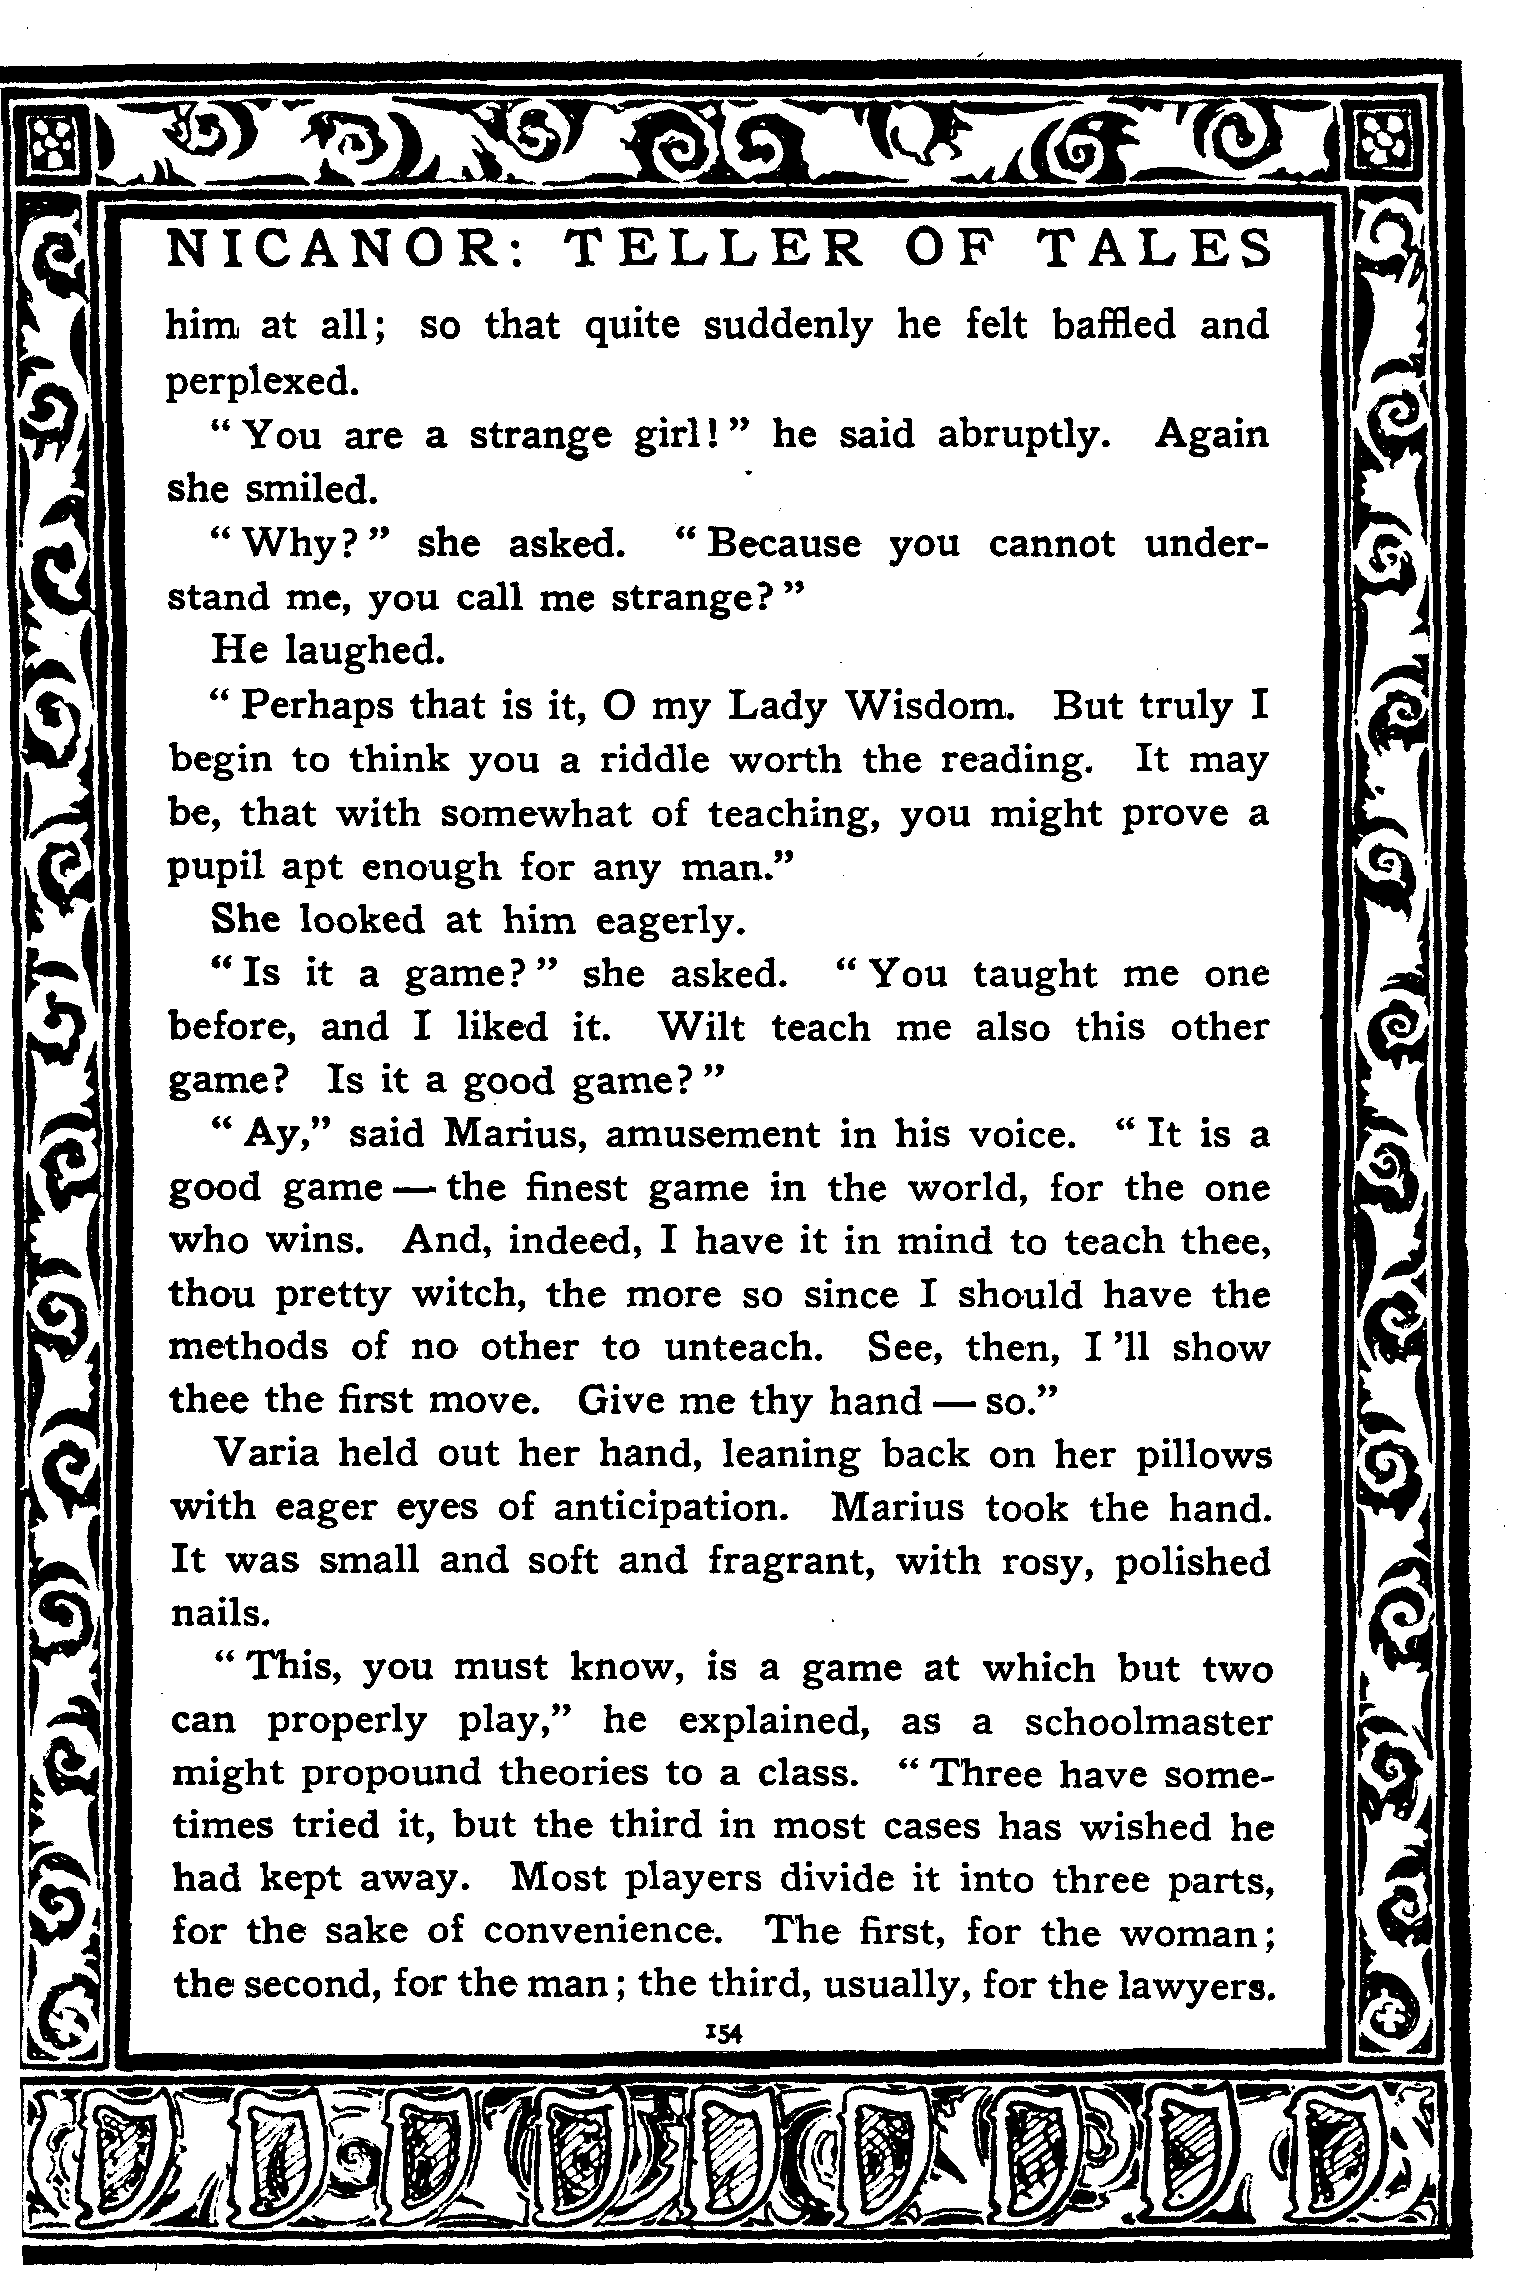 NICANOR: TELLER OF TALES
him at all; so that quite suddenly he felt baffled and
perplexed.
“You are a strange girl!” he said abruptly. Again
she smiled.
“Why?” she asked. “Because you cannot under-
stand me, you call me strange?”
He laughed.
“Perhaps that is it, O my Lady Wisdom. But truly I
begin to think you a riddle worth the reading. It may
be, that with somewhat of teaching, you might prove a
pupil apt enough for any man.”
She looked at him eagerly.
“Is it a game?” she asked. “You taught me one
before, and I liked it. Wilt teach me also this other
game? Is it a good game?”
“Ay,” said Marius, amusement in his voice. “It is a
good game — the finest game in the world, for the one
who wins. And, indeed, I have it in mind to teach thee,
thou pretty witch, the more so since I should have the
methods of no other to unteach. See, then, I ’ll show
thee the first move. Give me thy hand — so.”
Varia held out her hand, leaning back on her pillows
with eager eyes of anticipation. Marius took the hand.
It was small and soft and fragrant, with rosy, polished
nails.
“This, you must know, is a game at which but two
can properly play,” he explained, as a schoolmaster
might propound theories to a class. “Three have some-
times tried it, but the third in most cases has wished he
had kept away. Most players divide it into three parts,
for the sake of convenience. The first, for the woman;
the second, for the man; the third, usually, for the lawyers.
154